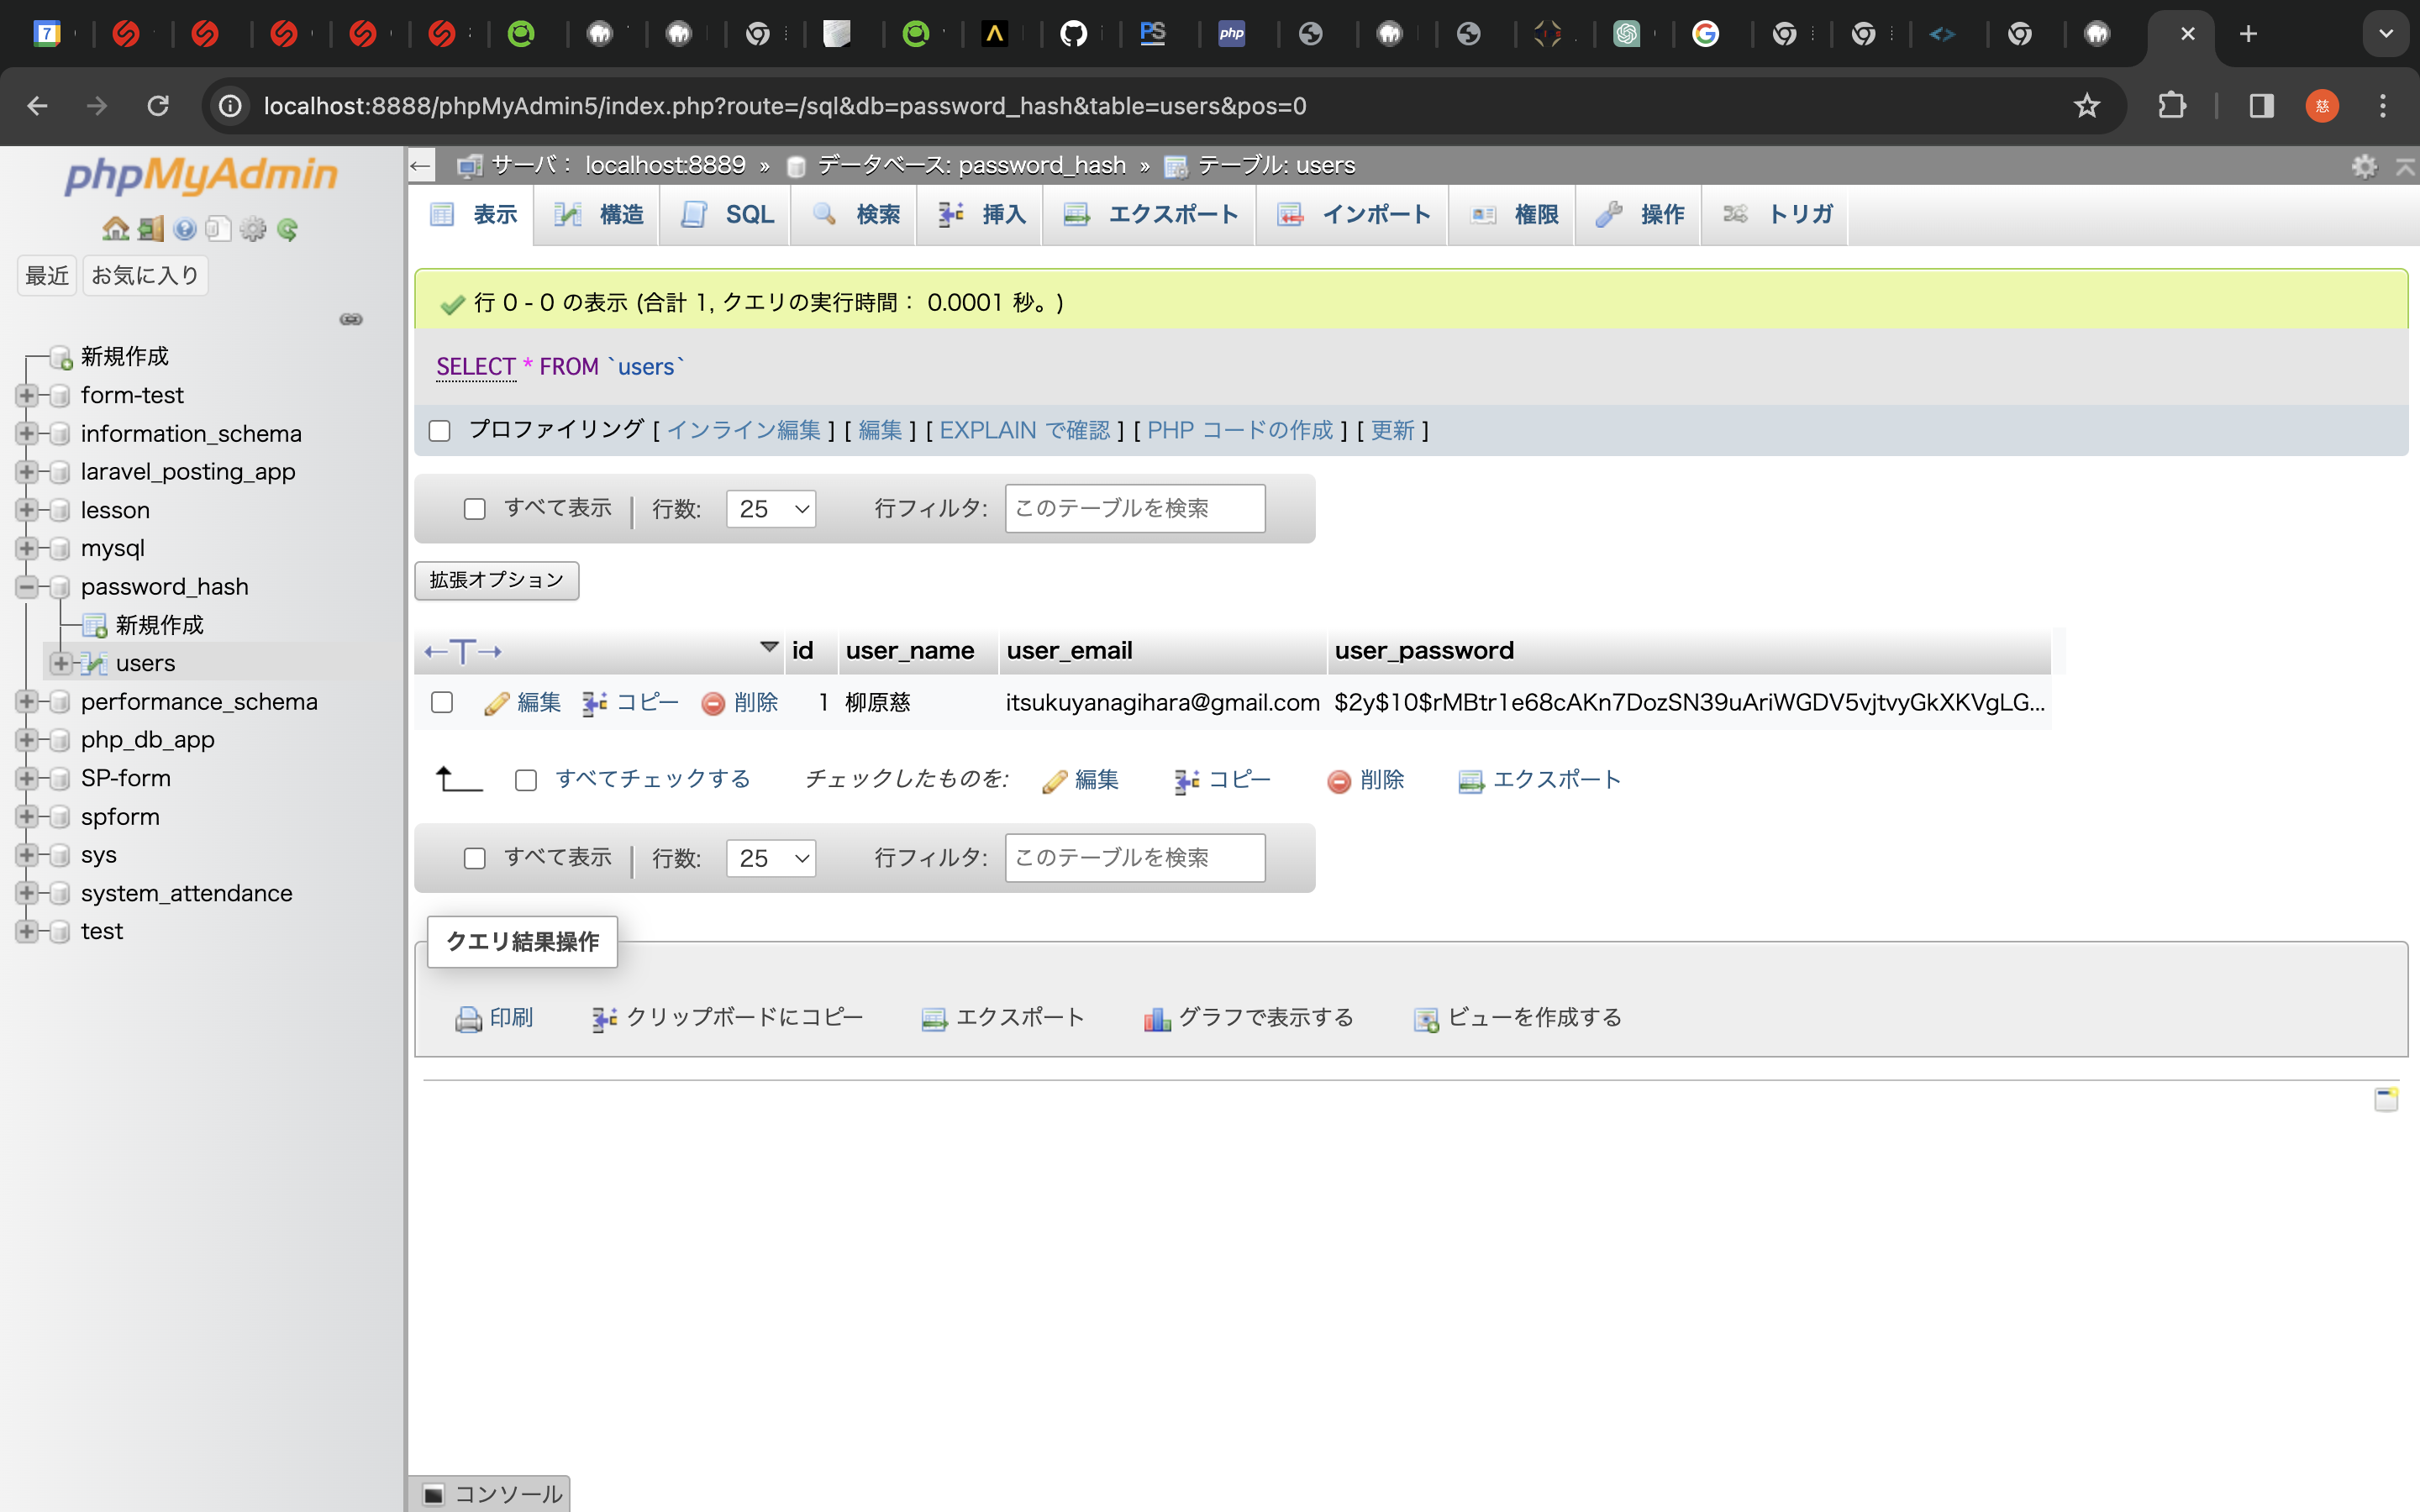 localhost:8888/phpMyAdmin5/index.php?route=/sql&db=password_hash&table=users&pos=0
慈
phpMyAdmin
最近 お気に入り
新規作成
form-test
information_schema
laravel_posting_app
lesson
mysql
password_hash
新規作成
users
performance_schema
php_db_app
SP-form
spform
sys
system_attendance
test
サーバ： localhost:8889 » データベース: password_hash » テーブル: users
表示 構造 SQL 検索 挿入 エクスポート インポート 権限 操作 トリガ
行 0 - 0 の表示 (合計 1, クエリの実行時間： 0.0001 秒。)
SELECT * FROM `users`
プロファイリング [ インライン編集 ] [ 編集 ] [ EXPLAIN で確認 ] [ PHP コードの作成 ] [ 更新 ]
すべて表示 | 行数: 25 行フィルタ: このテーブルを検索
拡張オプション
←T→ id user_name user_email user_password
編集 コピー 削除 1 柳原慈 itsukuyanagihara@gmail.com $2y$10$rMBtr1e68cAKn7DozSN39uAriWGDV5vjtvyGkXKVgLG...
すべてチェックする チェックしたものを: 編集 コピー 削除 エクスポート
すべて表示 | 行数: 25 行フィルタ: このテーブルを検索
クエリ結果操作
印刷 クリップボードにコピー エクスポート グラフで表示する ビューを作成する
コンソール